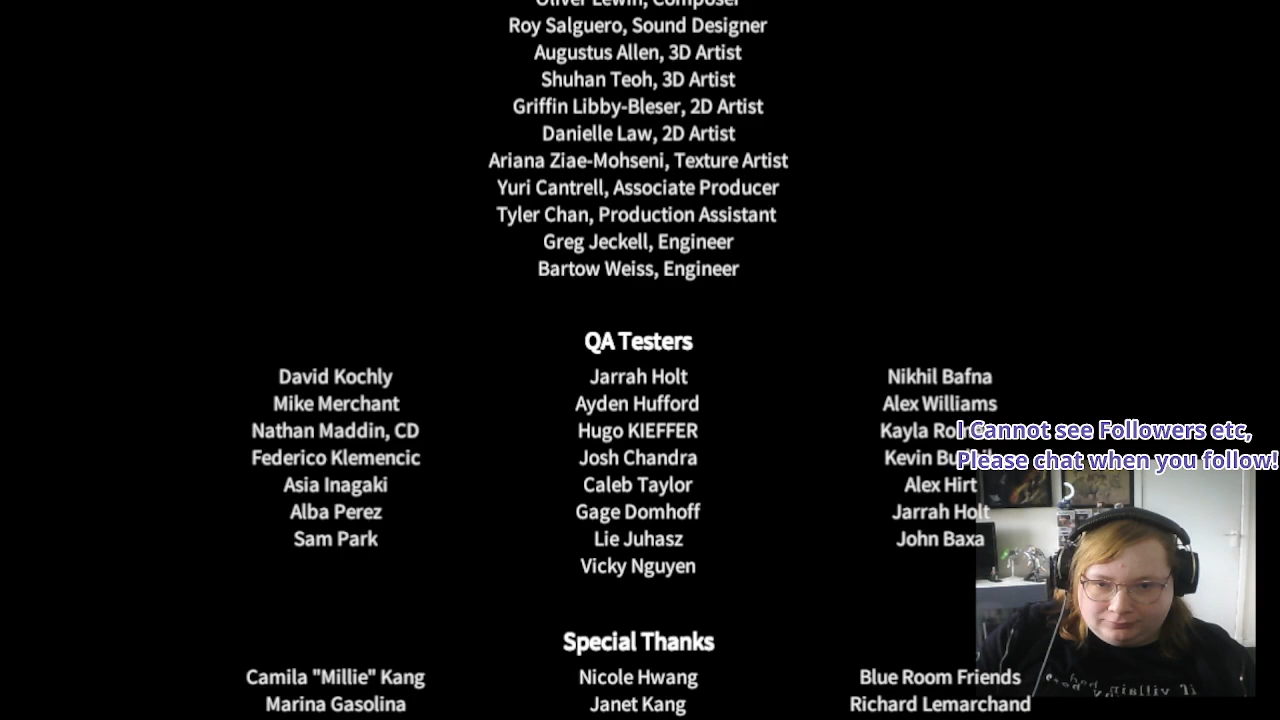 Oliver Lewin, Composer
Roy Salguero, Sound Designer
Augustus Allen, 3D Artist
Shuhan Teoh, 3D Artist
Griffin Libby-Bleser, 2D Artist
Danielle Law, 2D Artist
Ariana Ziae-Mohseni, Texture Artist
Yuri Cantrell, Associate Producer
Tyler Chan, Production Assistant
Greg Jeckell, Engineer
Bartow Weiss, Engineer
QA Testers
David Kochly
Mike Merchant
Nathan Maddin, CD
Federico Klemencic
Asia Inagaki
Alba Perez
Sam Park
Jarrah Holt
Ayden Hufford
Hugo KIEFFER
Josh Chandra
Caleb Taylor
Gage Domhoff
Lie Juhasz
Vicky Nguyen
Nikhil Bafna
Alex Williams
Kayla
Kevin
Alex Hirt
Jarrah Holt
John Baxa
I Cannot see Followers etc,
Please chat when you follow!
Special Thanks
Camila "Millie" Kang
Marina Gasolina
Nicole Hwang
Janet Kang
Blue Room Friends
Richard Lemarchand